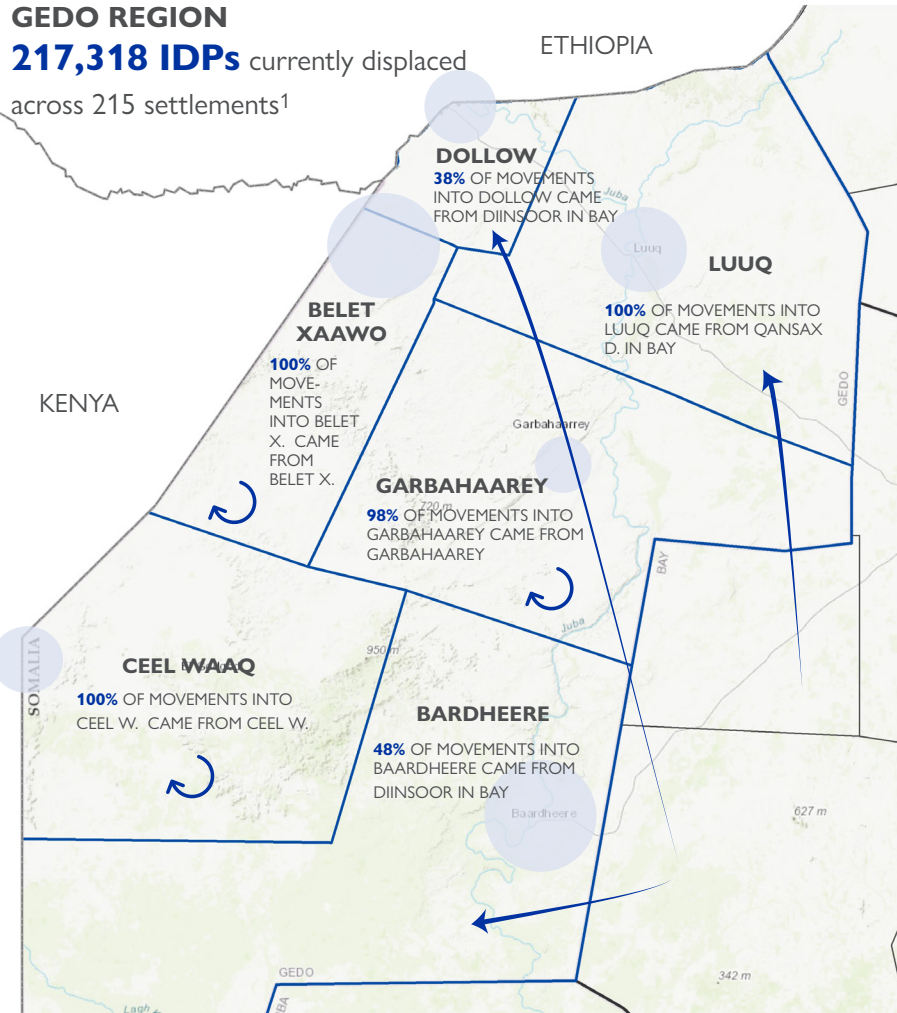 GEDO REGION
217,318 IDPs currently displaced
across 215 settlements1
ETHIOPIA
DOLLOW
38% OF MOVEMENTS
INTO DOLLOW CAME
FROM DIINSOOR IN BAY
Juba
Luuq
LUUQ
100% OF MOVEMENTS INTO
LUUQ CAME FROM QANSAX
D. IN BAY
BELET
XAAWO
100% OF
MOVE-
MENTS
INTO BELET
X. CAME
FROM
BELET X.
KENYA
GEDO
Garbahaarrey
GARBAHAAREY
720 m
98% OF MOVEMENTS INTO
GARBAHAAREY CAME FROM
GARBAHAAREY
BAY
Juba
950 m
SOMALIA
CEEL WAAQ
100% OF MOVEMENTS INTO
CEEL W. CAME FROM CEEL W.
BARDHEERE
48% OF MOVEMENTS INTO
BAARDHEERE CAME FROM
DIINSOOR IN BAY
Baardheere
627 m
342 m
GEDO
Lagh